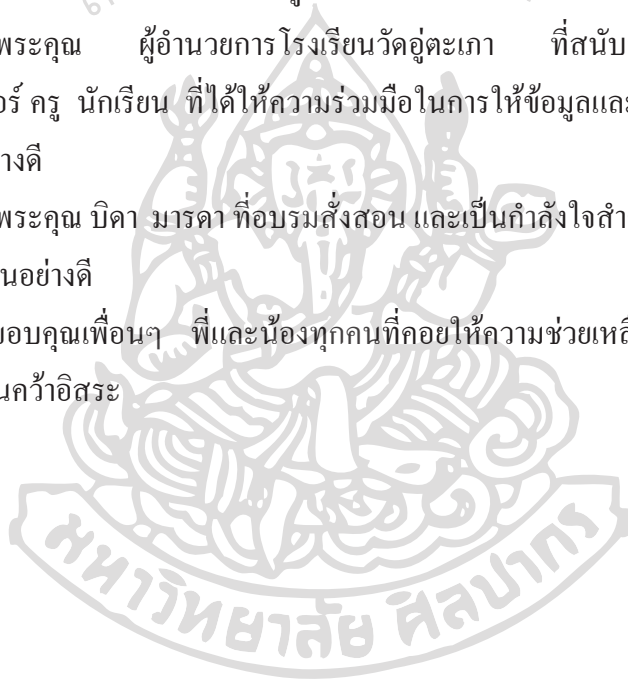 พระคุณ ผู้อำนวยการโรงเรียนวัดอู่ตะเภา ที่สนับ
อร์ ครู นักเรียน ที่ได้ให้ความร่วมมือในการให้ข้อมูลและ
างดี
พระคุณ บิดา มารดา ที่อบรมสั่งสอน และเป็นกำลังใจสำ
นอย่างดี
ขอบคุณเพื่อนๆ พี่และน้องทุกคนที่คอยให้ความช่วยเหลื
นคว้าอิสระ
มหาวิทยาลัย ศิลปากร